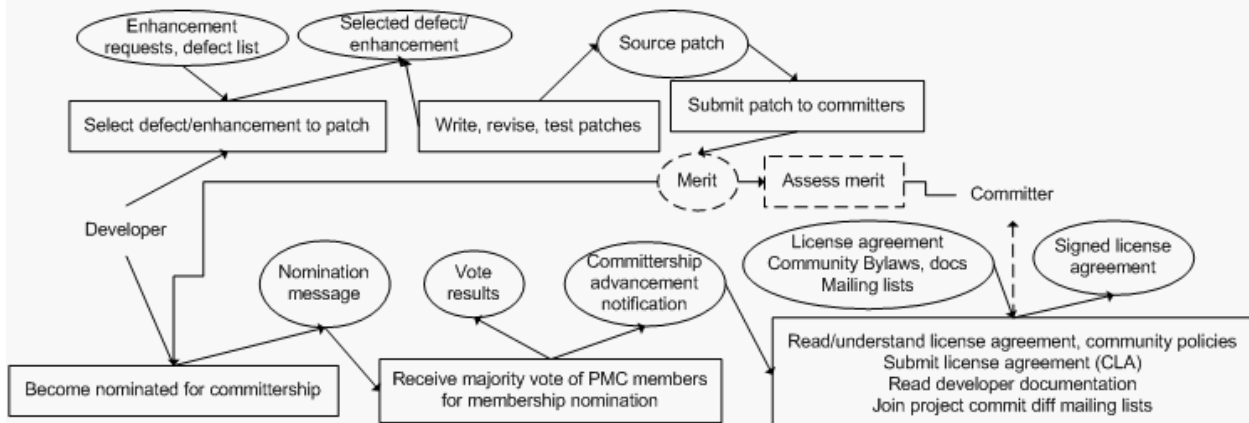 Enhancement
requests, defect list
Selected defect/
enhancement
Source patch
Select defect/enhancement to patch
Write, revise, test patches
Submit patch to committers
Merit
Assess merit
Committer
Developer
Nomination
message
Vote
results
Committership
advancement
notification
License agreement
Community Bylaws, docs
Mailing lists
Signed license
agreement
Become nominated for committership
Receive majority vote of PMC members
for membership nomination
Read/understand license agreement, community policies
Submit license agreement (CLA)
Read developer documentation
Join project commit diff mailing lists